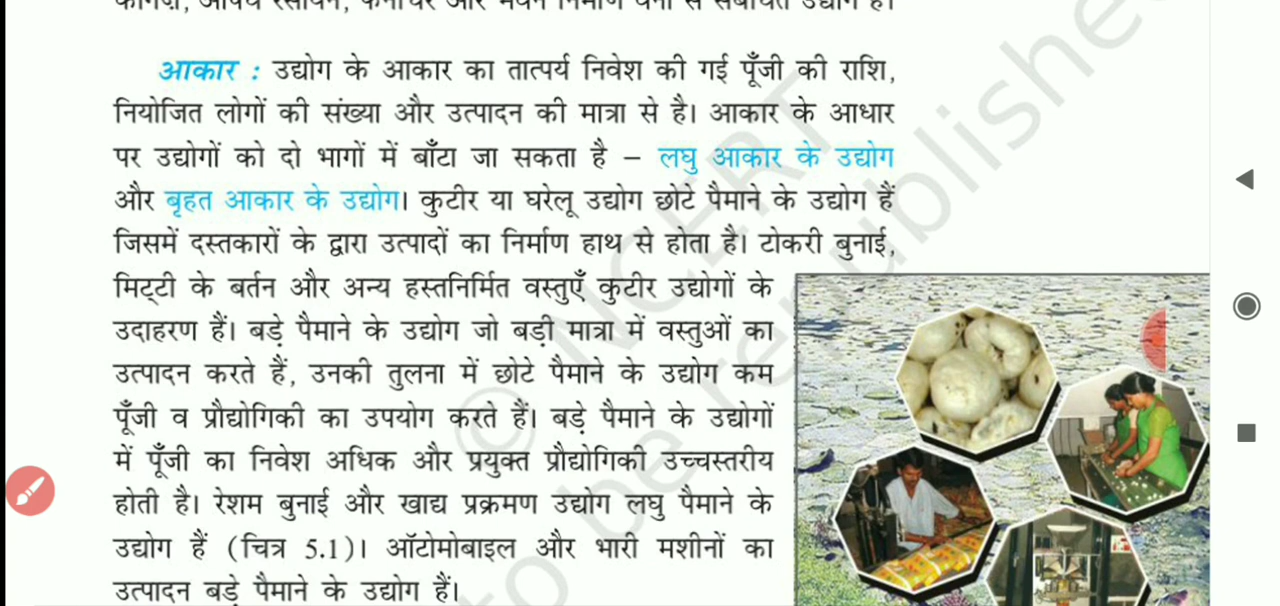 आकार : उद्योग के आकार का तात्पर्य निवेश की गई पूँजी की राशि,
नियोजित लोगों की संख्या और उत्पादन की मात्रा से है। आकार के आधार
पर उद्योगों को दो भागों में बाँटा जा सकता है – लघु आकार के उद्योग
और बृहत आकार के उद्योग। कुटीर या घरेलू उद्योग छोटे पैमाने के उद्योग हैं
जिसमें दस्तकारों के द्वारा उत्पादों का निर्माण हाथ से होता है। टोकरी बुनाई,
मिट्टी के बर्तन और अन्य हस्तनिर्मित वस्तुएँ कुटीर उद्योगों के
उदाहरण हैं। बड़े पैमाने के उद्योग जो बड़ी मात्रा में वस्तुओं का
उत्पादन करते हैं, उनकी तुलना में छोटे पैमाने के उद्योग कम
पूँजी व प्रौद्योगिकी का उपयोग करते हैं। बड़े पैमाने के उद्योगों
में पूँजी का निवेश अधिक और प्रयुक्त प्रौद्योगिकी उच्चस्तरीय
होती है। रेशम बुनाई और खाद्य प्रक्रमण उद्योग लघु पैमाने के
उद्योग हैं (चित्र 5.1)। ऑटोमोबाइल और भारी मशीनों का
उत्पादन बड़े पैमाने के उद्योग हैं।
© NCERT
to be republished